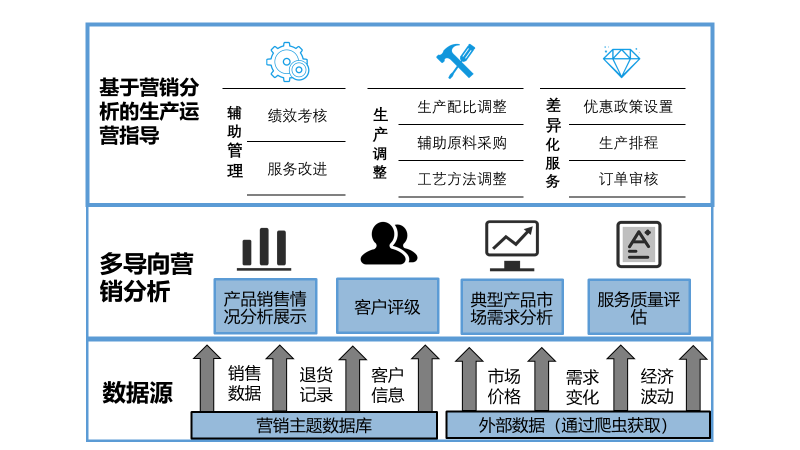 基于营销分
析的生产运
营指导
辅助管理
绩效考核
服务改进
生产调整
生产配比调整
辅助原料采购
工艺方法调整
差异化服务
优惠政策设置
生产排程
订单审核
多导向营
销分析
产品销售情
况分析展示
客户评级
典型产品市
场需求分析
A+
服务质量评
估
数据源
销售
数据
退货
记录
客户
信息
市场
价格
需求
变化
经济
波动
营销主题数据库
外部数据（通过爬虫获取）